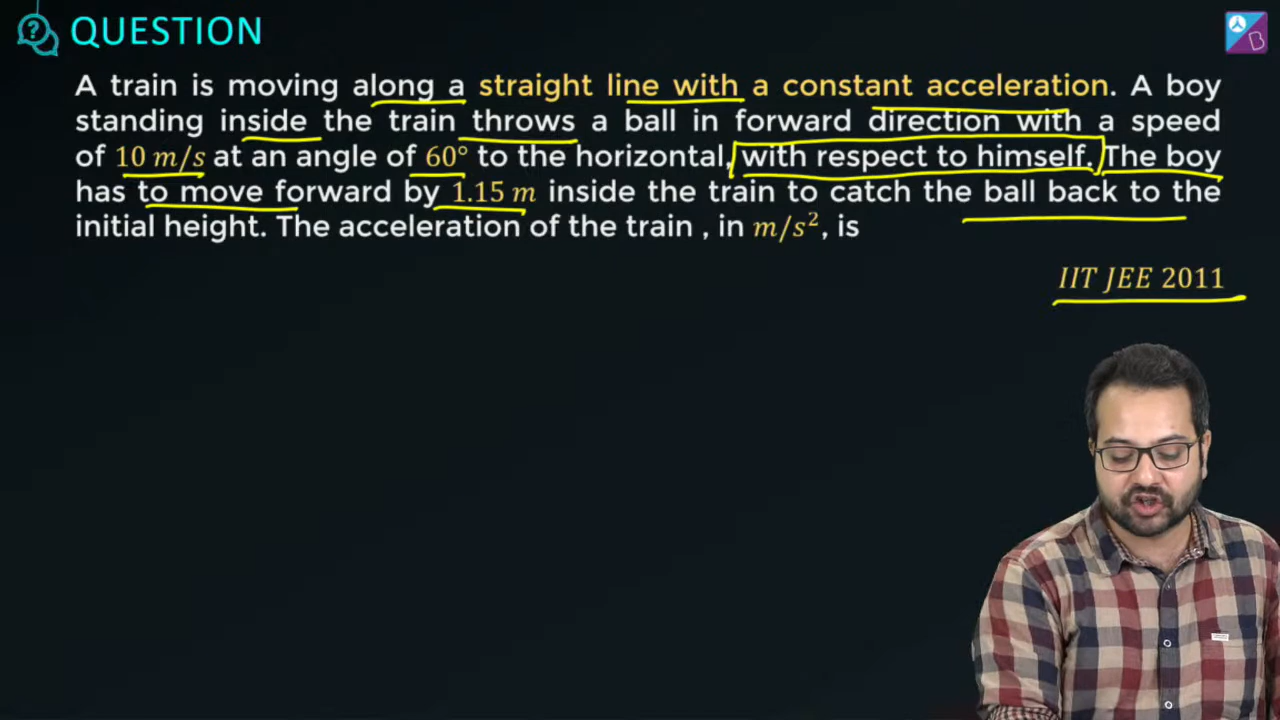 QUESTION
A train is moving along a straight line with a constant acceleration. A boy
standing inside the train throws a ball in forward direction with a speed
of 10 m/s at an angle of 60° to the horizontal, with respect to himself. The boy
has to move forward by 1.15 m inside the train to catch the ball back to the
initial height. The acceleration of the train , in m/s², is
IIT JEE 2011